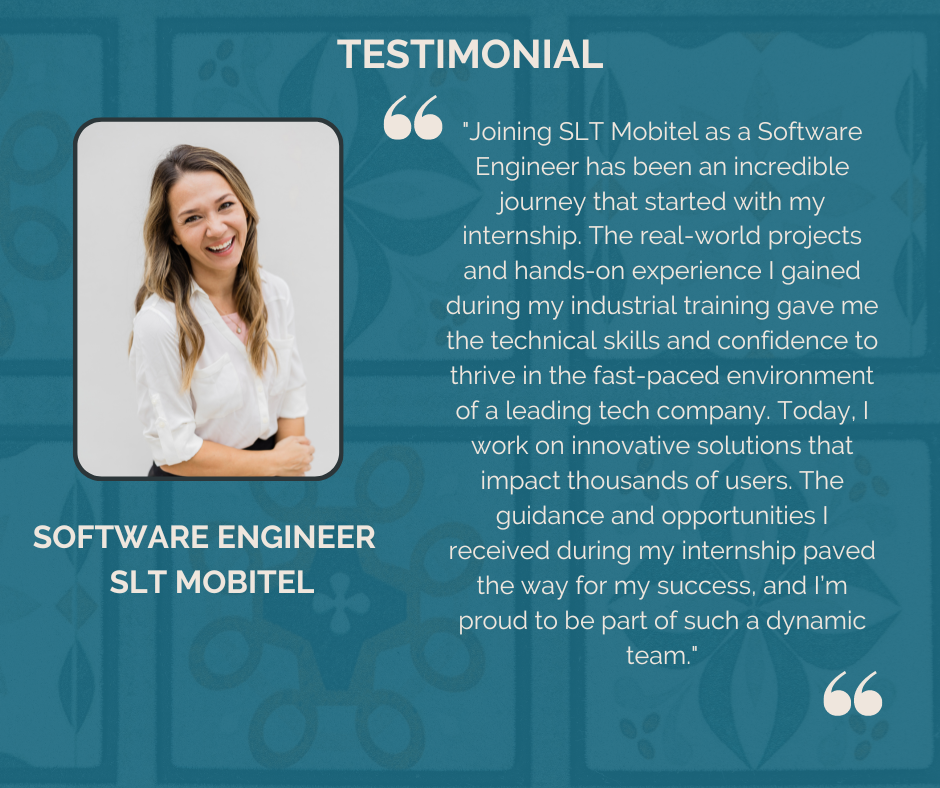 TESTIMONIAL
"Joining SLT Mobitel as a Software
Engineer has been an incredible
journey that started with my
internship. The real-world projects
and hands-on experience I gained
during my industrial training gave me
the technical skills and confidence to
thrive in the fast-paced environment
of a leading tech company. Today, I
work on innovative solutions that
impact thousands of users. The
guidance and opportunities I
received during my internship paved
the way for my success, and I'm
proud to be part of such a dynamic
team."
SOFTWARE ENGINEER
SLT MOBITEL